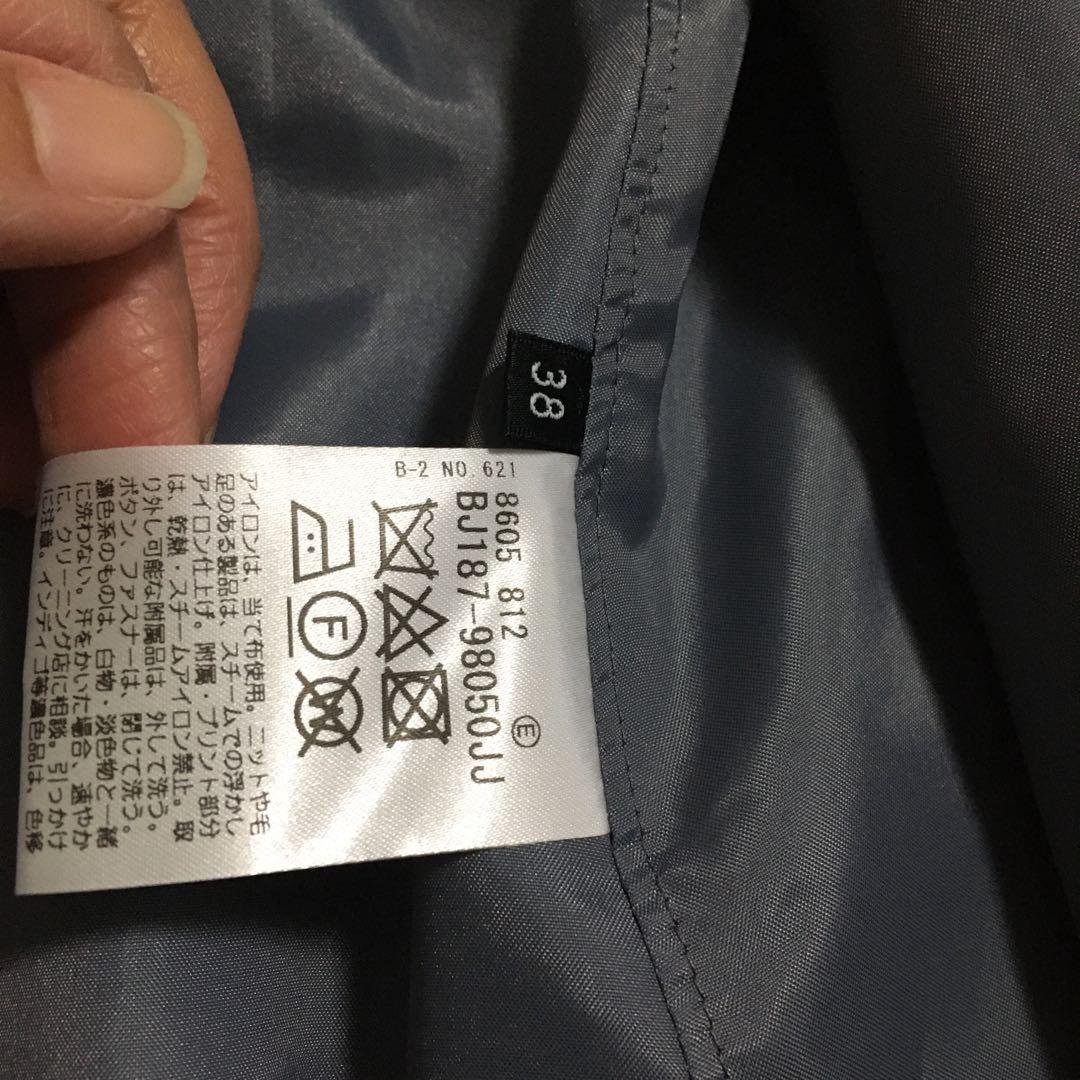 38
8605 812
BJ187-98050JJ
Ⓔ
B-2 NO.621
F
W
アイロンは、当て布使用。ニットや毛
足のある製品は、スチームでの浮かし
アイロン仕上げ。附属・プリント部分
は、乾熱・スチームアイロン禁止。取
り外し可能な附属品は、外して洗う。
ボタン、ファスナーは、閉じて洗う。
濃色系のものは、白物・淡色物と一緒
に洗わない。汗をかいた場合、速やか
に、クリーニング店に相談。引っかけ
に注意。インディゴ等濃色品は、色移